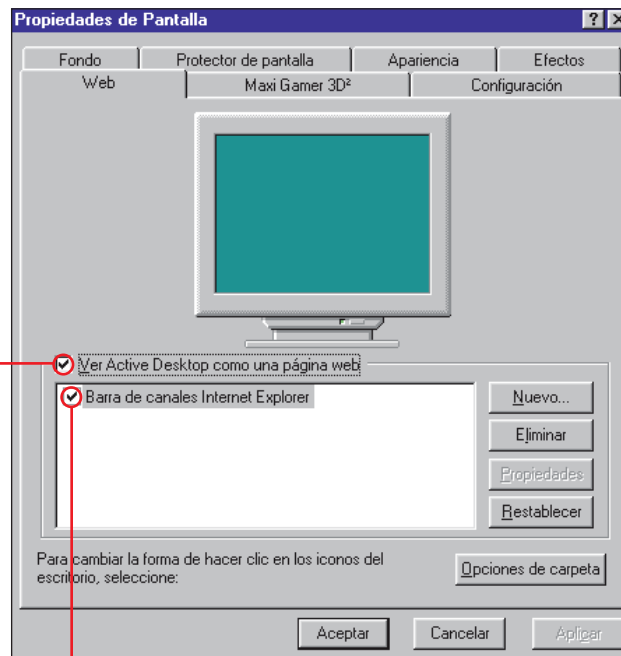 Propiedades de Pantalla
Fondo Protector de pantalla Apariencia Efectos
Web Maxi Gamer 3D² Configuración
Ver Active Desktop como una página web
Barra de canales Internet Explorer
Nuevo...
Eliminar
Propiedades
Restablecer
Para cambiar la forma de hacer clic en los iconos del
escritorio, seleccione:
Opciones de carpeta
Aceptar Cancelar Aplicar